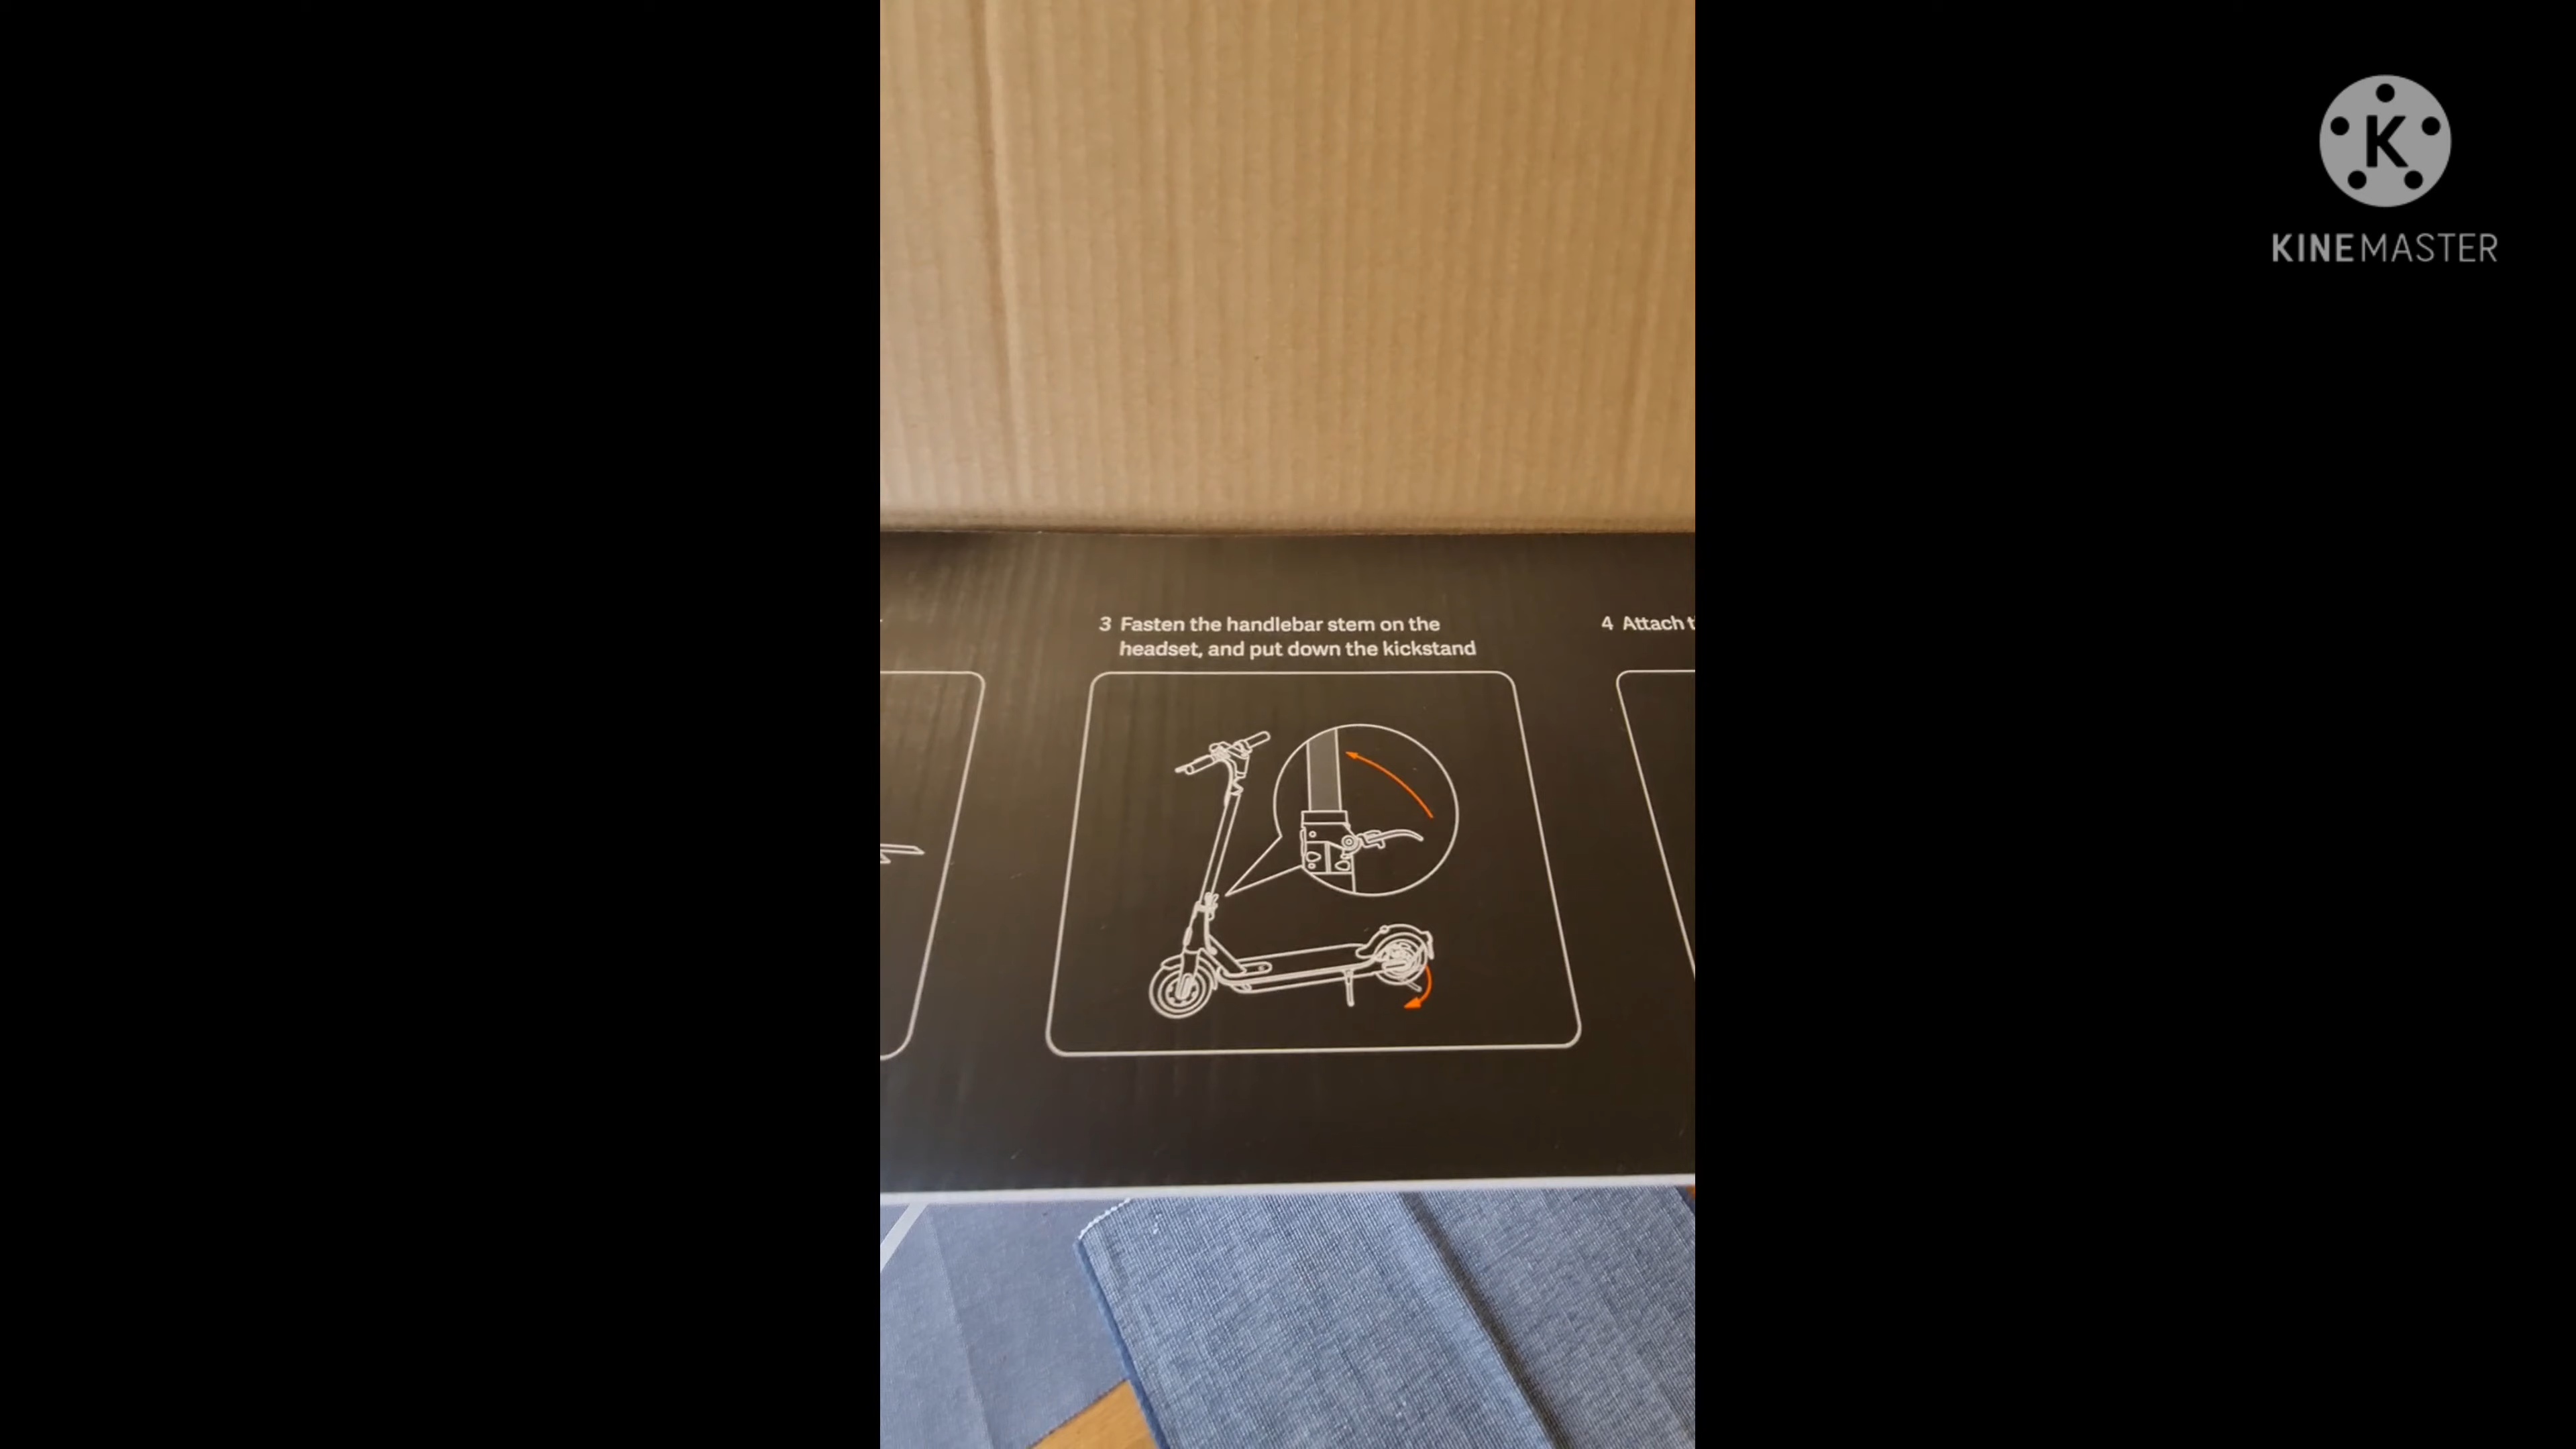 K
KINEMASTER
3 Fasten the handlebar stem on the
headset, and put down the kickstand
4 Attach